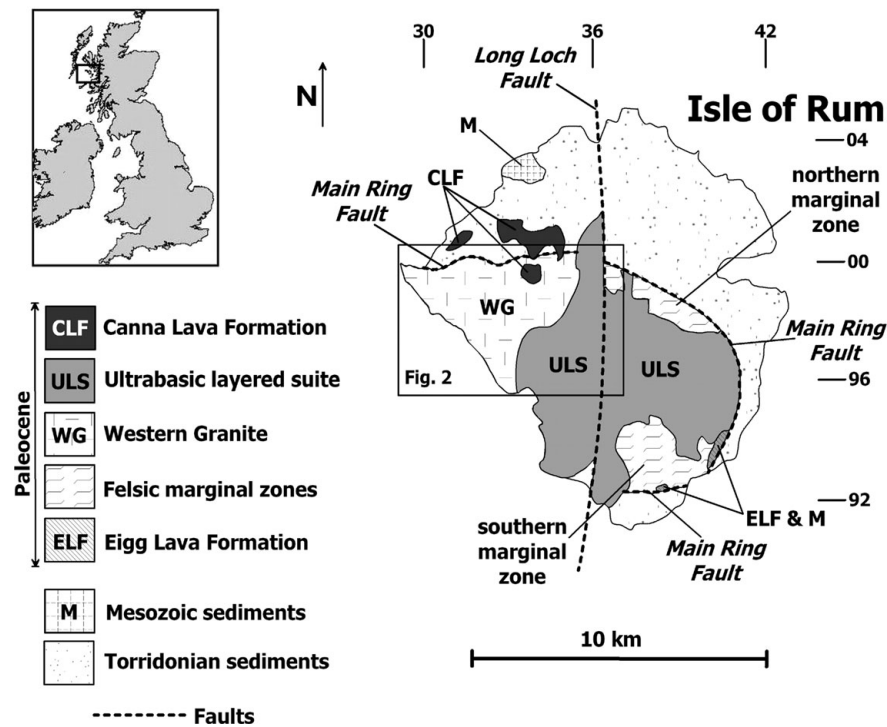 30
36
42
Long Loch
Fault
N
Isle of Rum
M
04
CLF
northern
marginal
zone
Main Ring
Fault
00
WG
CLF Canna Lava Formation
Main Ring
Fault
ULS
ULS
Fig. 2
96
ULS Ultrabasic layered suite
Paleocene
WG Western Granite
Felsic marginal zones
92
ELF & M
southern
marginal
zone
Main Ring
Fault
ELF Eigg Lava Formation
M Mesozoic sediments
10 km
Torridonian sediments
Faults